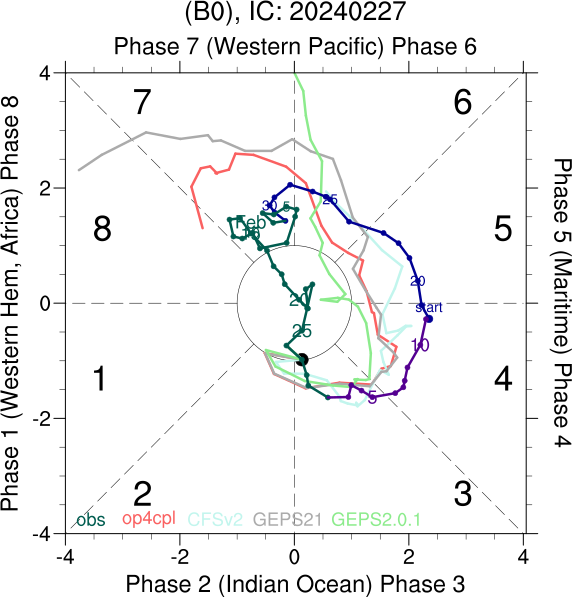 (B0), IC: 20240227
Phase 7 (Western Pacific) Phase 6
4
7
6
Phase 1 (Western Hem, Africa) Phase 8
Phase 5 (Maritime) Phase 4
2
30
5
25
Feb
8
5
20
0
start
20
25
10
1
4
5
-2
2
3
obs op4cpl CFSv2 GEPS21 GEPS2.0.1
-4
-4 -2 0 2 4
Phase 2 (Indian Ocean) Phase 3